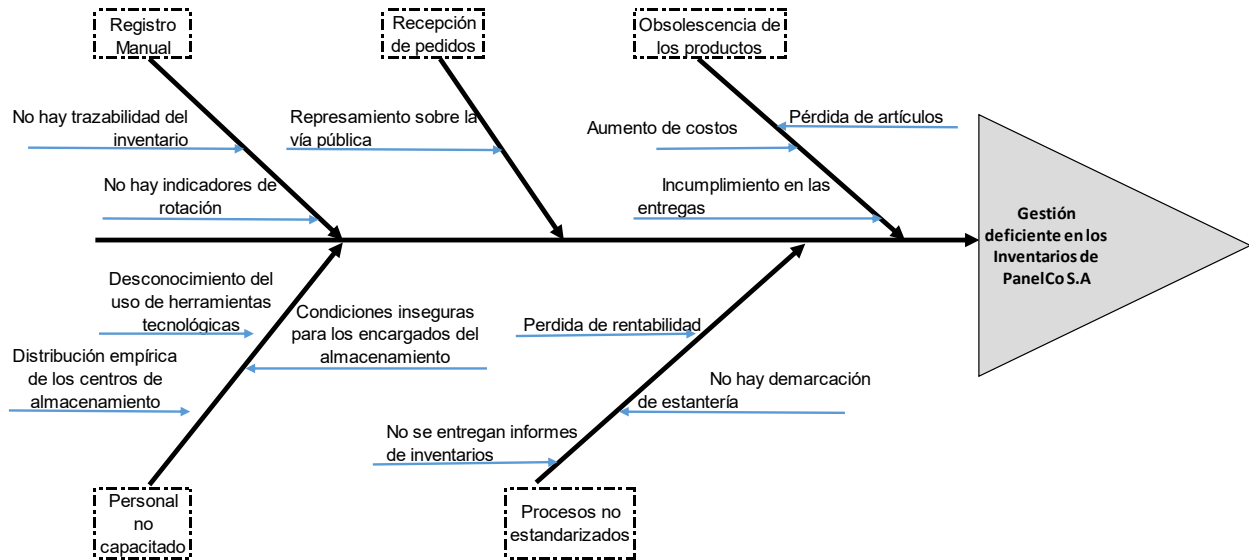 Registro
Manual
Recepción
de pedidos
Obsolescencia de
los productos
No hay trazabilidad del
inventario
No hay indicadores de
rotación
Represamiento sobre la
vía pública
Pérdida de artículos
Aumento de costos
Incumplimiento en las
entregas
Gestión
deficiente en los
Inventarios de
PanelCo S.A
Desconocimiento del
uso de herramientas
tecnológicas
Condiciones inseguras
para los encargados del
almacenamiento
Distribución empírica
de los centros de
almacenamiento
Perdida de rentabilidad
No hay demarcación
de estantería
No se entregan informes
de inventarios
Personal
no
capacitado
Procesos no
estandarizados